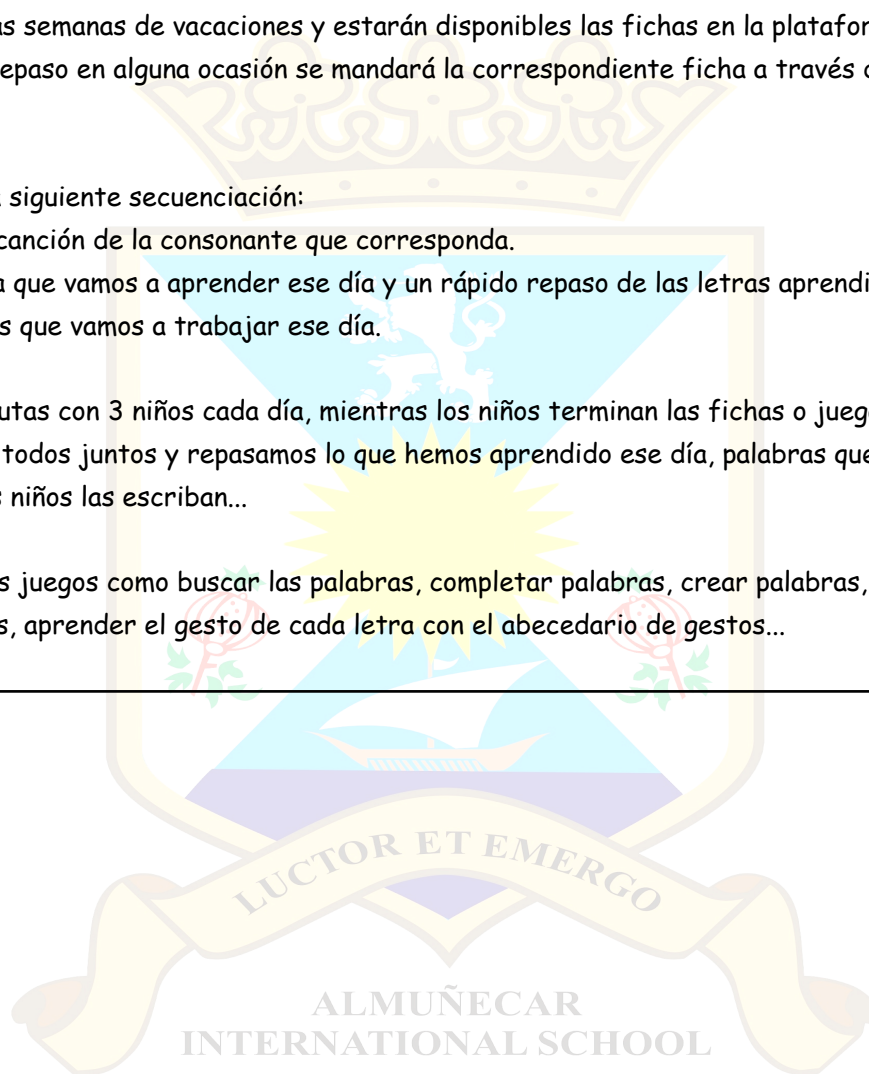 as semanas de vacaciones y estarán disponibles las fichas en la platafor
epaso en alguna ocasión se mandará la correspondiente ficha a través
siguiente secuenciación:
canción de la consonante que corresponda.
a que vamos a aprender ese día y un rápido repaso de las letras aprendi
s que vamos a trabajar ese día.
utas con 3 niños cada día, mientras los niños terminan las fichas o jueg
todos juntos y repasamos lo que hemos aprendido ese día, palabras que
s niños las escriban...
s juegos como buscar las palabras, completar palabras, crear palabras,
s, aprender el gesto de cada letra con el abecedario de gestos...
LUCTOR ET EMERGO
ALMUÑECAR
INTERNATIONAL SCHOOL